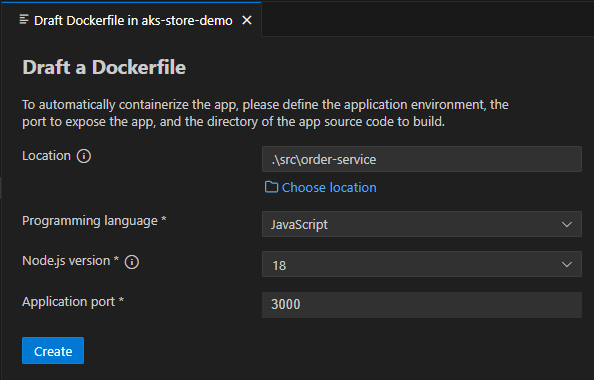 Draft Dockerfile in aks-store-demo
Draft a Dockerfile
To automatically containerize the app, please define the application environment, the
port to expose the app, and the directory of the app source code to build.
Location
.\src\order-service
Choose location
Programming language *
JavaScript
Node.js version *
18
Application port *
3000
Create